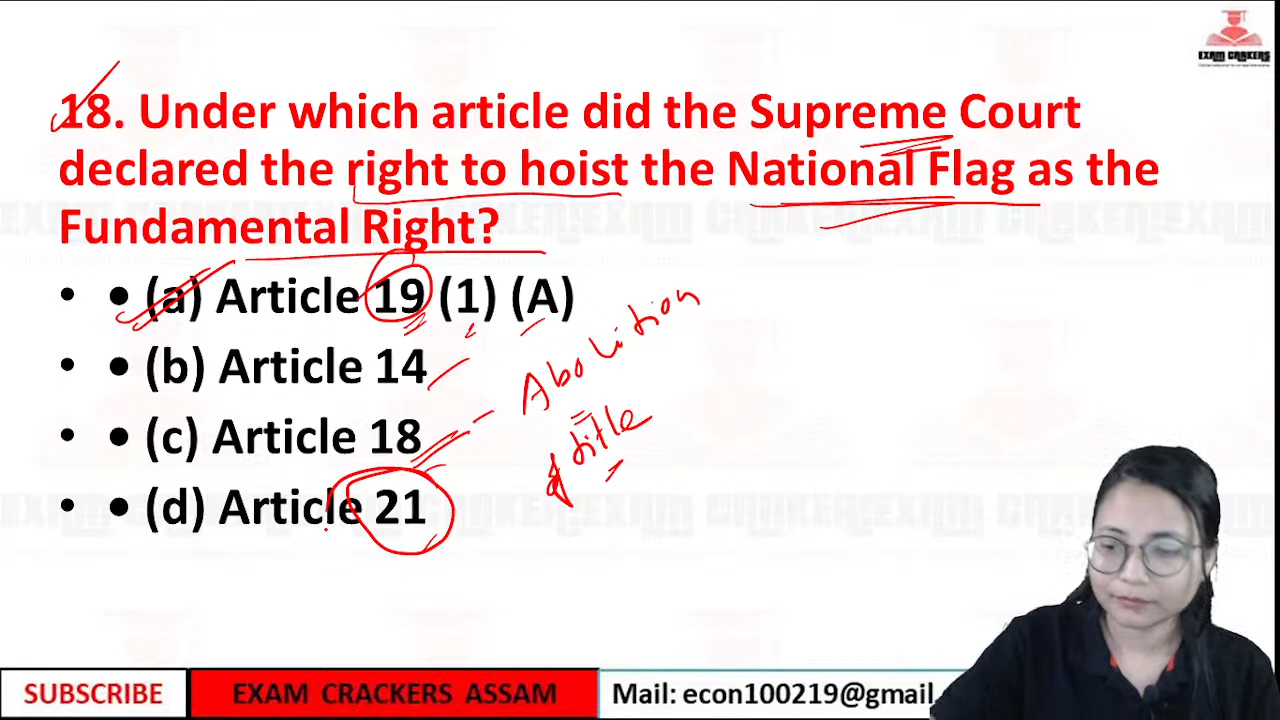 EXAM CRAKERS
18. Under which article did the Supreme Court
declared the right to hoist the National Flag as the
Fundamental Right?
• • (a) Article 19 (1) (A)
• • (b) Article 14
• • (c) Article 18
• • (d) Article 21
Abolition
of title
SUBSCRIBE
EXAM CRACKERS ASSAM
Mail: econ100219@gmail